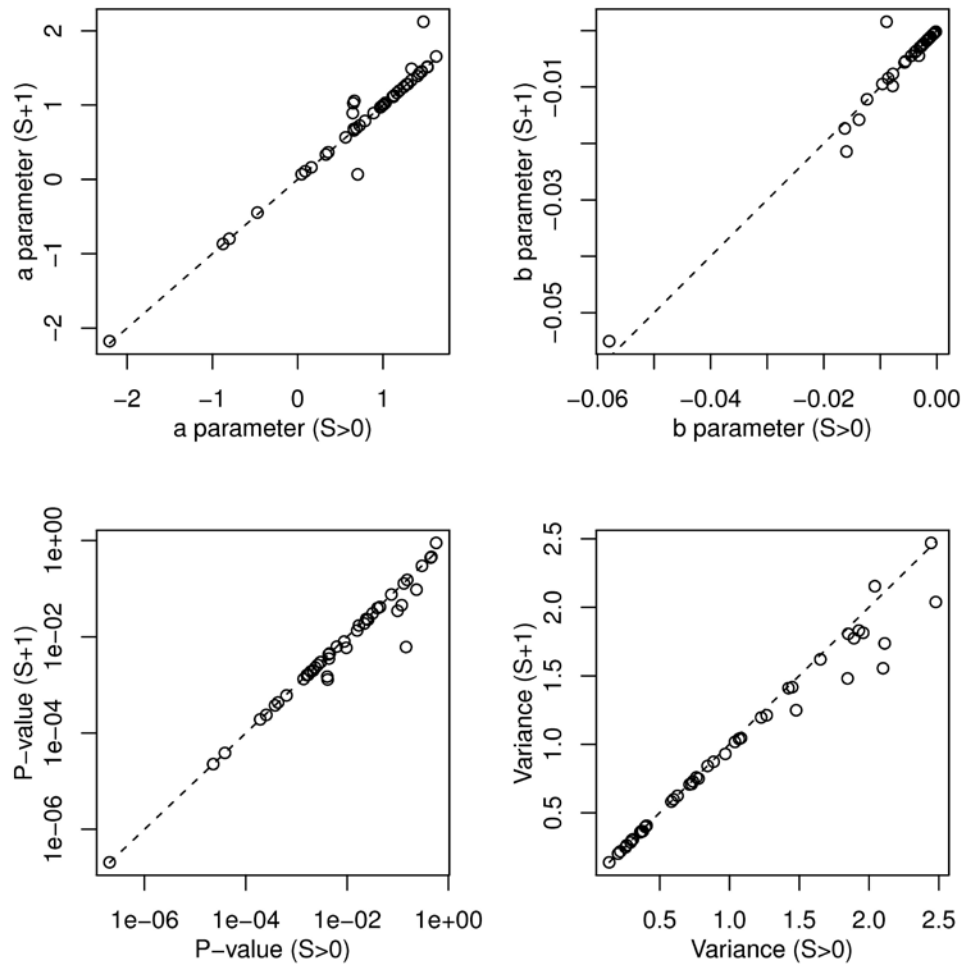 a parameter (S+1)
2
1
0
−1
−2
−2 −1 0 1
a parameter (S>0)
b parameter (S+1)
−0.01
−0.03
−0.05
−0.06 −0.04 −0.02 0.00
b parameter (S>0)
P−value (S+1)
1e+00
1e−02
1e−04
1e−06
1e−06 1e−04 1e−02 1e+00
P−value (S>0)
Variance (S+1)
2.5
2.0
1.5
1.0
0.5
0.5 1.0 1.5 2.0 2.5
Variance (S>0)